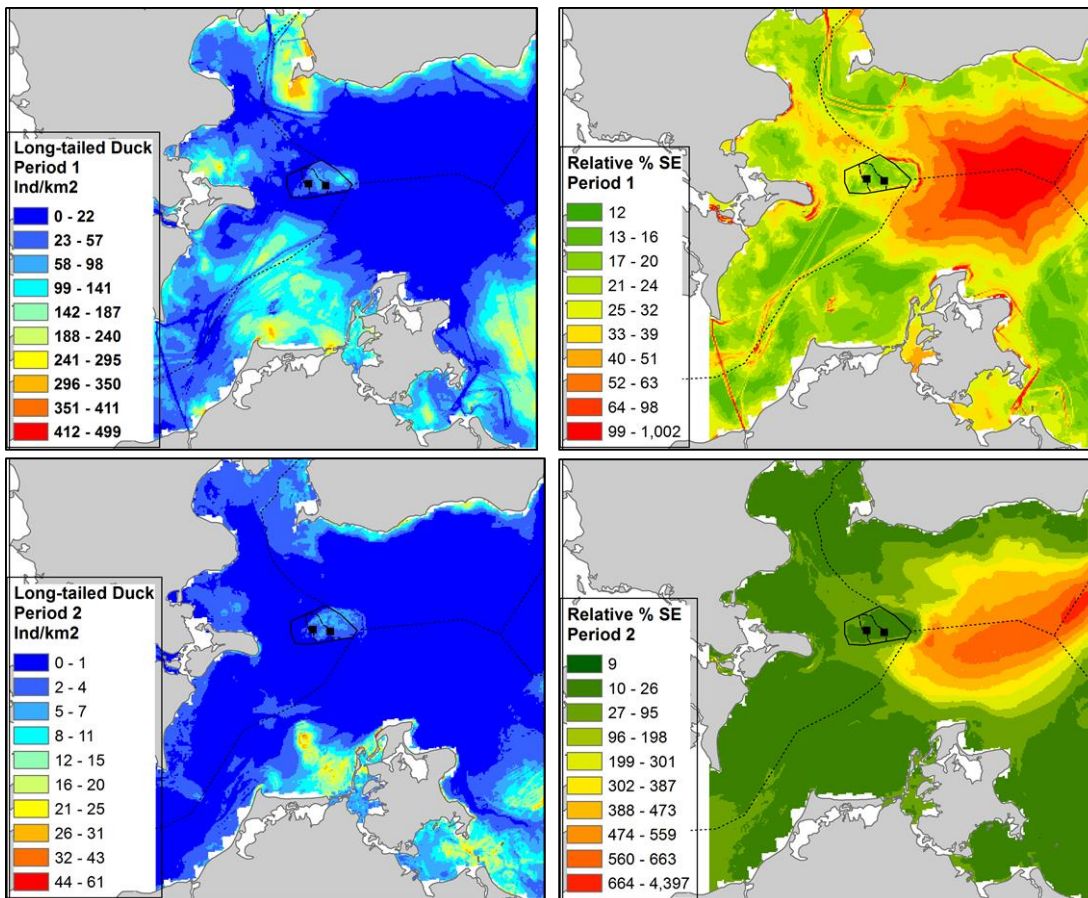 Long-tailed Duck
Period 1
Ind/km2
0 - 22
23 - 57
58 - 98
99 - 141
142 - 187
188 - 240
241 - 295
296 - 350
351 - 411
412 - 499
Relative % SE
Period 1
12
13 - 16
17 - 20
21 - 24
25 - 32
33 - 39
40 - 51
52 - 63
64 - 98
99 - 1,002
Long-tailed Duck
Period 2
Ind/km2
0 - 1
2 - 4
5 - 7
8 - 11
12 - 15
16 - 20
21 - 25
26 - 31
32 - 43
44 - 61
Relative % SE
Period 2
9
10 - 26
27 - 95
96 - 198
199 - 301
302 - 387
388 - 473
474 - 559
560 - 663
664 - 4,397